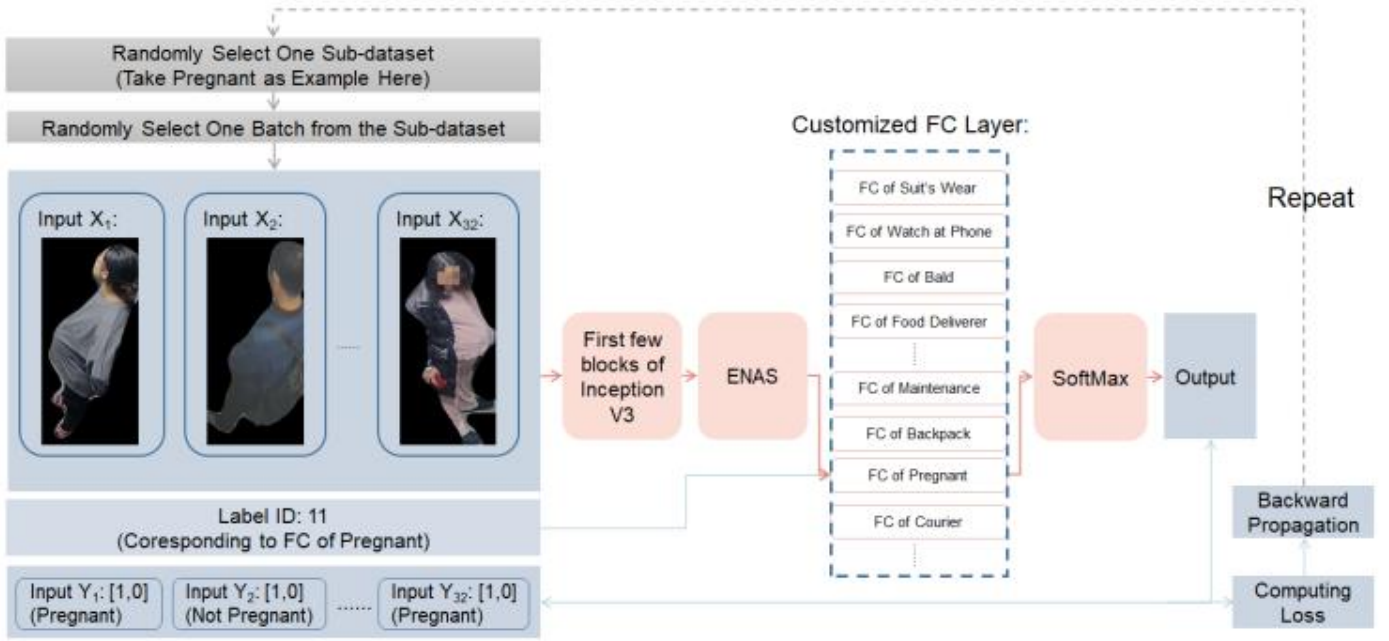 Randomly Select One Sub-dataset
(Take Pregnant as Example Here)
Randomly Select One Batch from the Sub-dataset
Input X1:
Input X2:
Input X32:
......
Label ID: 11
(Coresponding to FC of Pregnant)
Input Y1: [1,0]
(Pregnant)
Input Y2: [1,0]
(Not Pregnant)
......
Input Y32: [1,0]
(Pregnant)
First few
blocks of
Inception
V3
ENAS
Customized FC Layer:
FC of Suit's Wear
FC of Watch at Phone
FC of Bald
FC of Food Deliverer
FC of Maintenance
FC of Backpack
FC of Pregnant
FC of Courier
SoftMax
Output
Repeat
Backward
Propagation
Computing
Loss